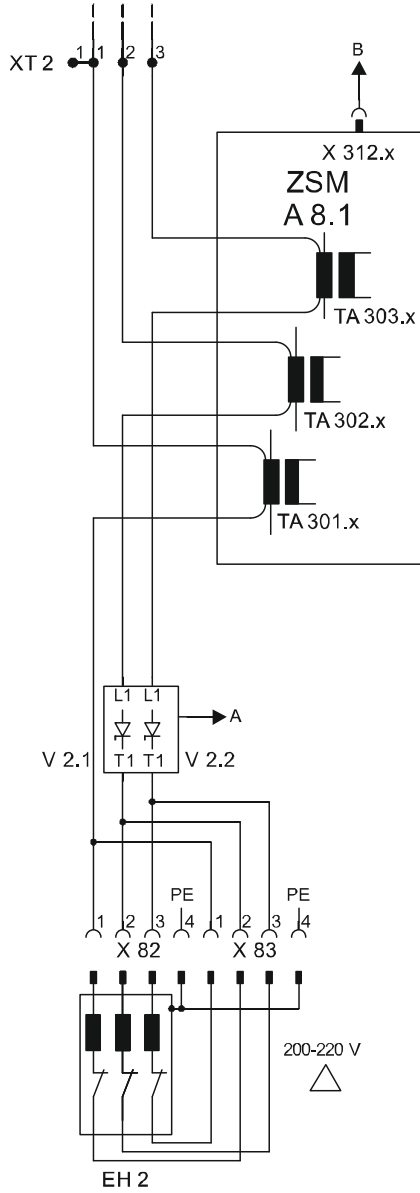 XT 2 1 1 2 3
B
X 312.x
ZSM
A 8.1
TA 303.x
TA 302.x
TA 301.x
L1 L1
A
V 2.1 T1 T1 V 2.2
PE PE
1 2 3 4 1 2 3 4
X 82 X 83
200-220 V
EH 2